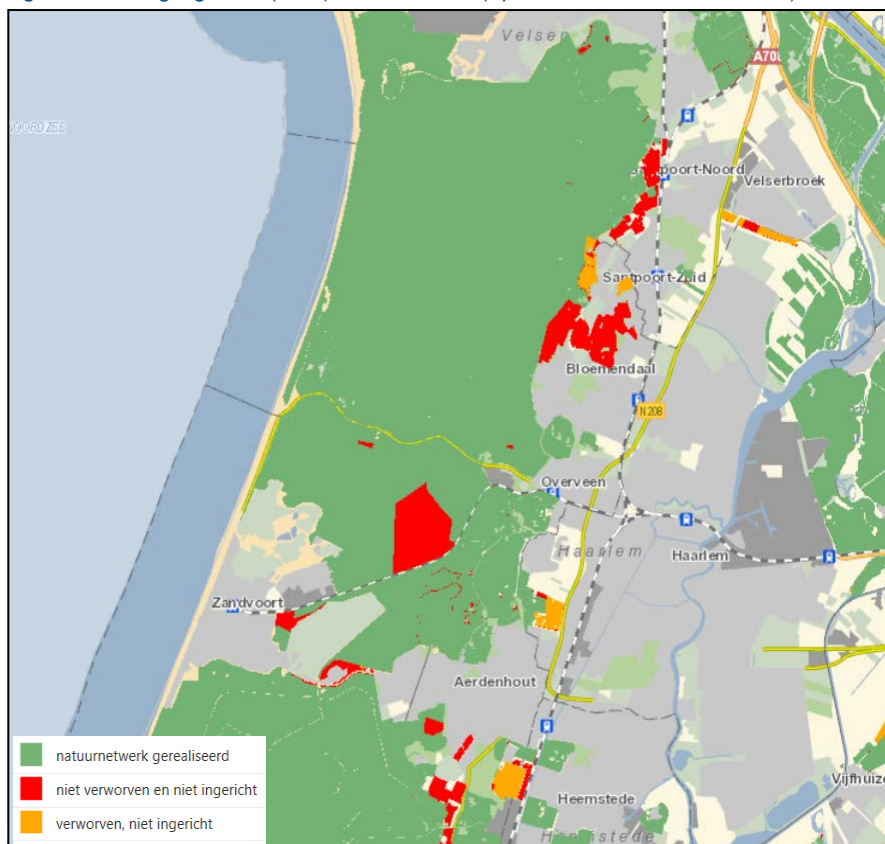 Velsen
A208
NOORDZEE
Santpoort-Noord
Velserbroek
Santpoort-Zuid
Bloemendaal
N208
Overveen
Haarlem
Haarlem
Zandvoort
Aerdenhout
natuurnetwerk gerealiseerd
niet verworven en niet ingericht
verworven, niet ingericht
Vijfhuize
Heemstede
Heemstede